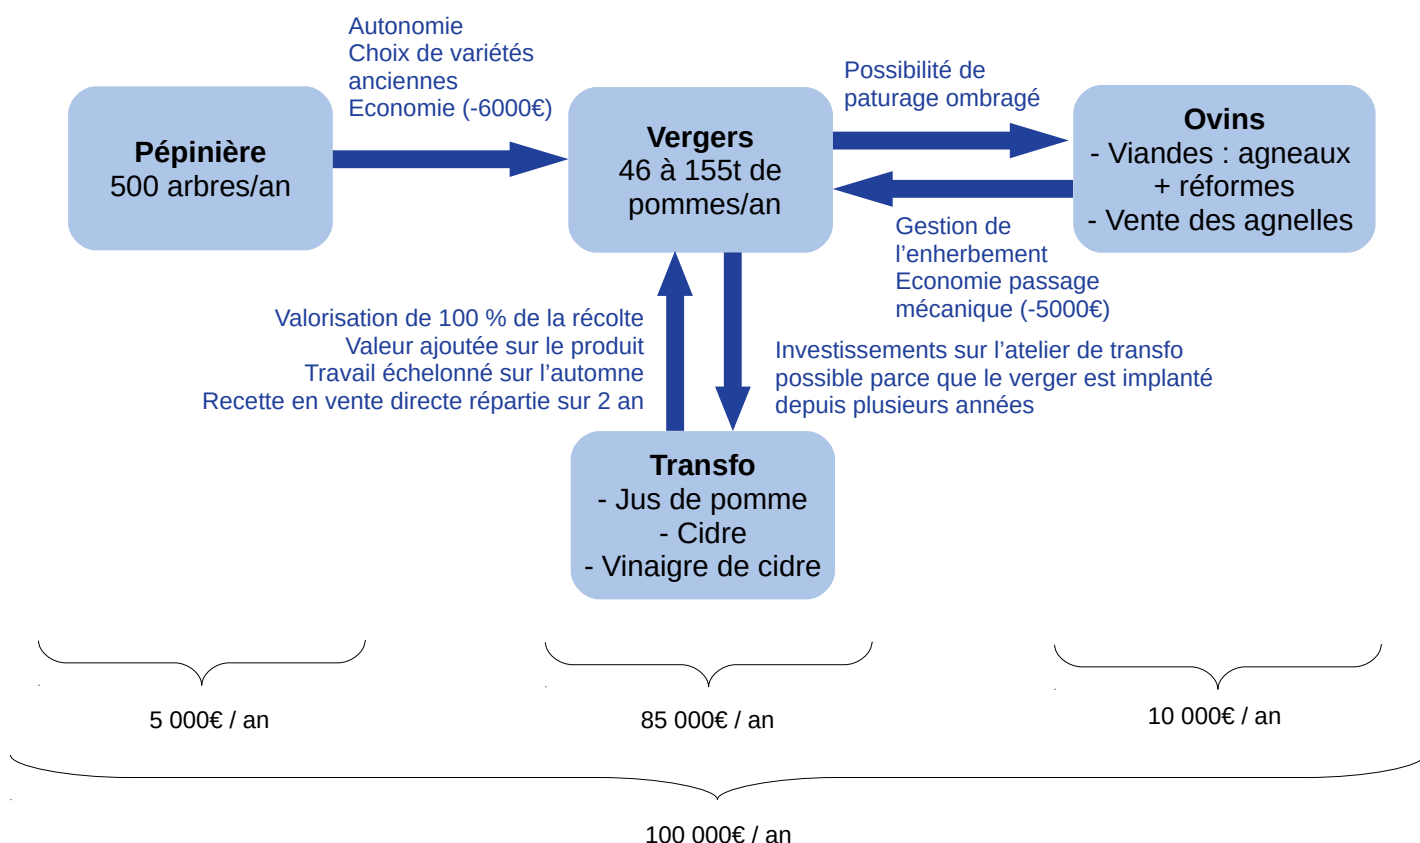 Autonomie
Choix de variétés
anciennes
Economie (-6000€)
Pépinière
500 arbres/an
Vergers
46 à 155t de
pommes/an
Possibilité de
paturage ombragé
Ovins
- Viandes : agneaux
+ réformes
- Vente des agnelles
Gestion de
l’enherbement
Economie passage
mécanique (-5000€)
Valorisation de 100 % de la récolte
Valeur ajoutée sur le produit
Travail échelonné sur l’automne
Recette en vente directe répartie sur 2 an
Investissements sur l’atelier de transfo
possible parce que le verger est implanté
depuis plusieurs années
Transfo
- Jus de pomme
- Cidre
- Vinaigre de cidre
5 000€ / an
85 000€ / an
10 000€ / an
100 000€ / an